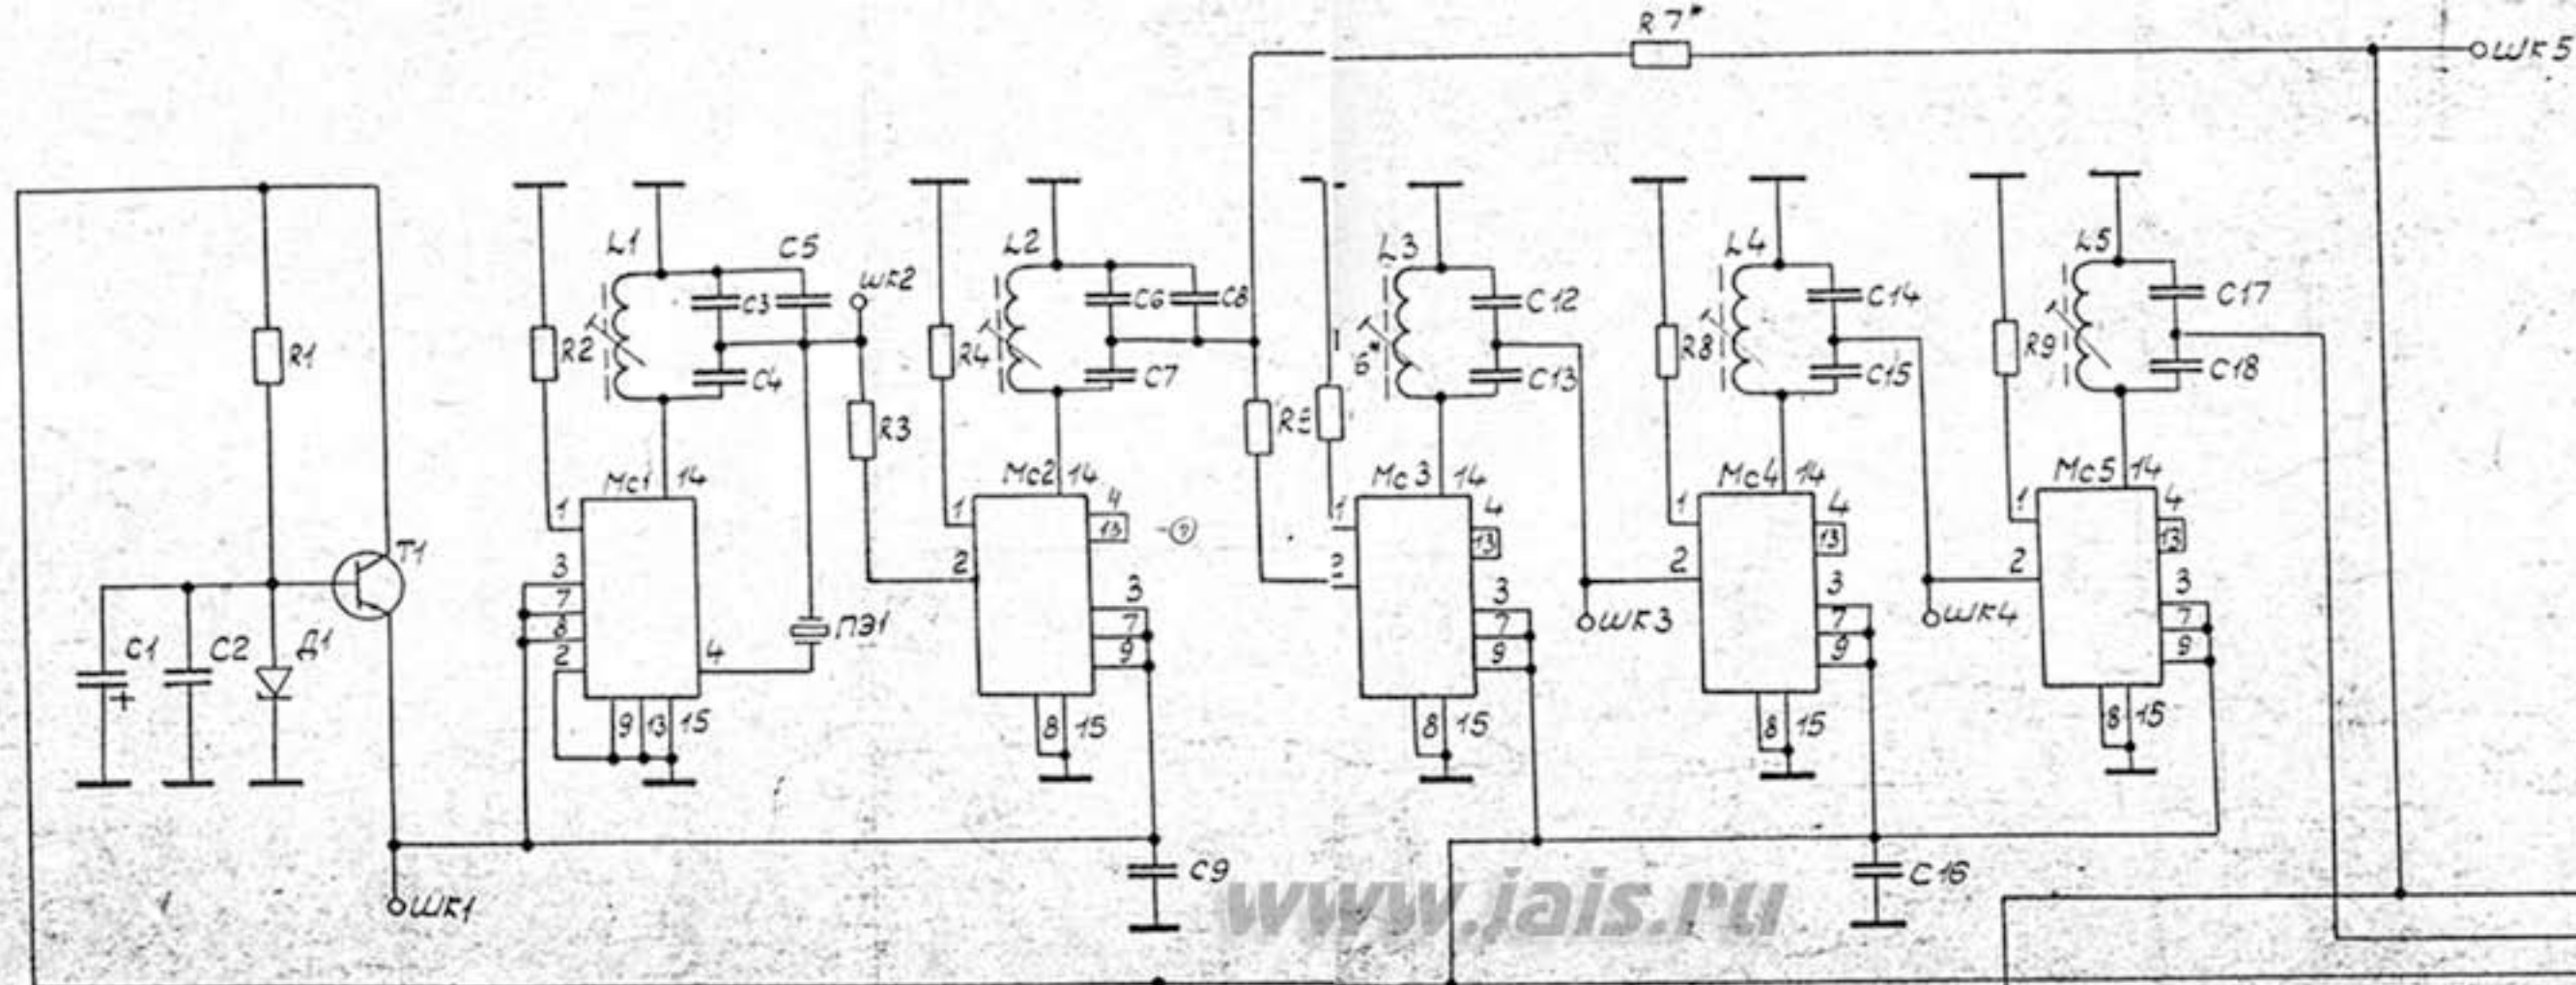 R7*
ШК5
L1
C5
ШК2
L2
L3
L4
L5
C3
C6
C8
C12
C14
C17
R1
R2
C4
R4
C7
6*
C13
R8
C15
R9
C18
R3
Мс1
14
Мс2
14
Мс3
14
Мс4
14
Мс5
14
1
1
4
13
1
4
13
1
4
13
1
4
13
T1
3
7
8
2
4
2
3
7
9
2
3
7
9
2
3
7
9
2
3
7
9
C1
C2
Д1
+
ПЭ1
ШК3
ШК4
9
13
15
8
15
8
15
8
15
8
15
C9
C16
ШК1
www.jais.ru